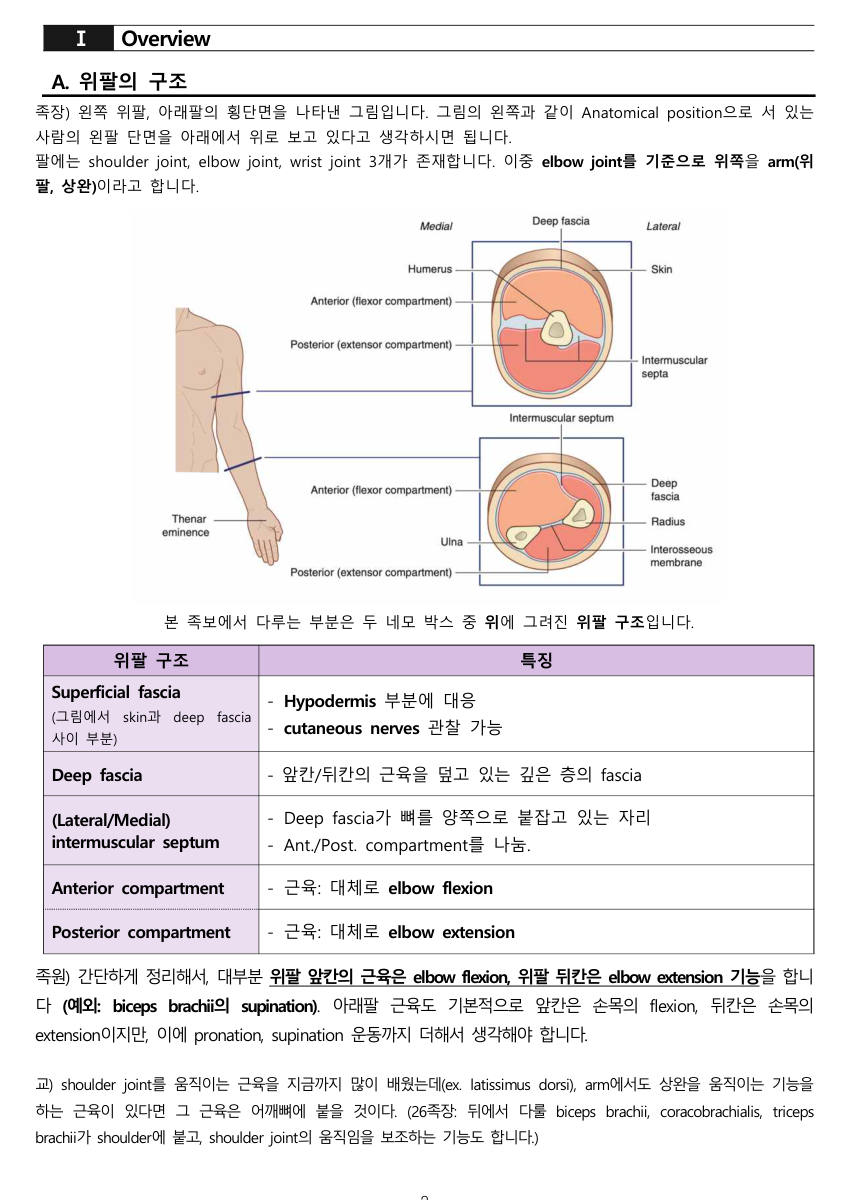 I Overview
A. 위팔의 구조
족장) 왼쪽 위팔, 아래팔의 횡단면을 나타낸 그림입니다. 그림의 왼쪽과 같이 Anatomical position으로 서 있는
사람의 왼팔 단면을 아래에서 위로 보고 있다고 생각하시면 됩니다.
팔에는 shoulder joint, elbow joint, wrist joint 3개가 존재합니다. 이중 elbow joint를 기준으로 위쪽을 arm(위
팔, 상완)이라고 합니다.
Medial
Deep fascia
Lateral
Humerus
Skin
Anterior (flexor compartment)
Posterior (extensor compartment)
Intermuscular
septa
Intermuscular septum
Anterior (flexor compartment)
Deep
fascia
Thenar
eminence
Radius
Ulna
Interosseous
membrane
Posterior (extensor compartment)
본 족보에서 다루는 부분은 두 네모 박스 중 위에 그려진 위팔 구조입니다.
위팔 구조
특징
Superficial fascia
(그림에서 skin과 deep fascia
사이 부분)
- Hypodermis 부분에 대응
- cutaneous nerves 관찰 가능
Deep fascia
- 앞칸/뒤칸의 근육을 덮고 있는 깊은 층의 fascia
(Lateral/Medial)
intermuscular septum
- Deep fascia가 뼈를 양쪽으로 붙잡고 있는 자리
- Ant./Post. compartment를 나눔.
Anterior compartment
- 근육: 대체로 elbow flexion
Posterior compartment
- 근육: 대체로 elbow extension
족원) 간단하게 정리해서, 대부분 위팔 앞칸의 근육은 elbow flexion, 위팔 뒤칸은 elbow extension 기능을 합니
다 (예외: biceps brachii의 supination). 아래팔 근육도 기본적으로 앞칸은 손목의 flexion, 뒤칸은 손목의
extension이지만, 이에 pronation, supination 운동까지 더해서 생각해야 합니다.
교) shoulder joint를 움직이는 근육을 지금까지 많이 배웠는데(ex. latissimus dorsi), arm에서도 상완을 움직이는 기능을
하는 근육이 있다면 그 근육은 어깨뼈에 붙을 것이다. (26족장: 뒤에서 다룰 biceps brachii, coracobrachialis, triceps
brachii가 shoulder에 붙고, shoulder joint의 움직임을 보조하는 기능도 합니다.)